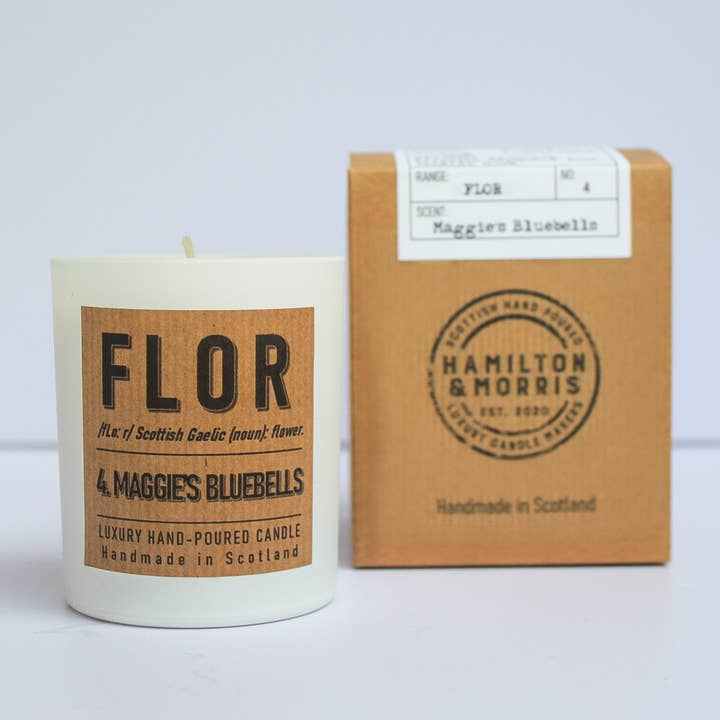 FLOR
/fLo: r/ Scottish Gaelic (noun): flower.
4. MAGGIE'S BLUEBELLS
LUXURY HAND-POURED CANDLE
Handmade in Scotland
RANGE: FLOR
NO: 4
SCENT: Maggie's Bluebells
SCOTTISH HAND-POURED
HAMILTON
& MORRIS
EST. 2020
LUXURY CANDLE MAKERS
Handmade in Scotland